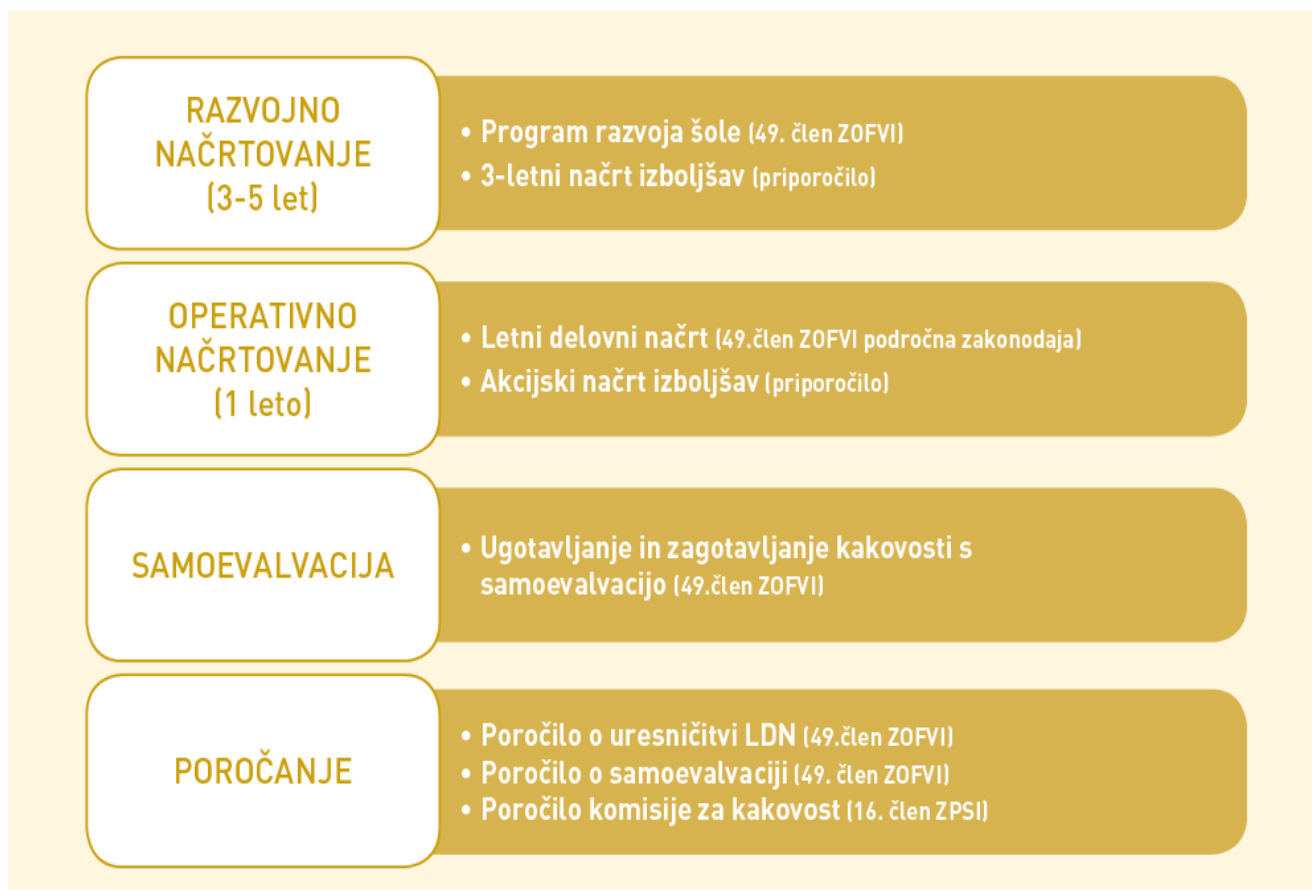 RAZVOJNO
NAČRTOVANJE
(3-5 let)
• Program razvoja šole (49. člen ZOFVI)
• 3-letni načrt izboljšav (priporočilo)
OPERATIVNO
NAČRTOVANJE
(1 leto)
• Letni delovni načrt (49.člen ZOFVI področna zakonodaja)
• Akcijski načrt izboljšav (priporočilo)
SAMOEVALVACIJA
• Ugotavljanje in zagotavljanje kakovosti s
samoevalvacijo (49.člen ZOFVI)
POROČANJE
• Poročilo o uresničitvi LDN (49.člen ZOFVI)
• Poročilo o samoevalvaciji (49. člen ZOFVI)
• Poročilo komisije za kakovost (16. člen ZPSI)